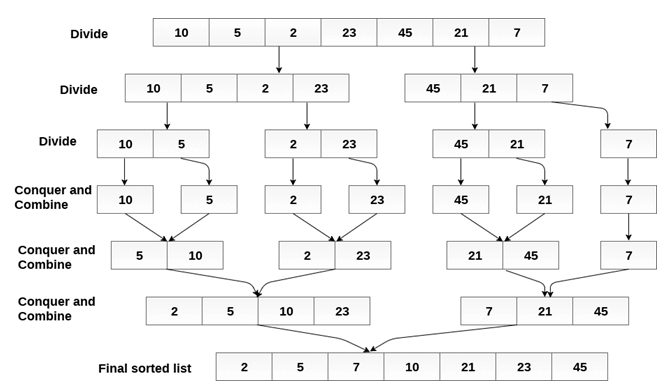 Divide 10 5 2 23 45 21 7
Divide 10 5 2 23 45 21 7
Divide 10 5 2 23 45 21 7
Conquer and
Combine 10 5 2 23 45 21 7
Conquer and
Combine 5 10 2 23 21 45 7
Conquer and
Combine 2 5 10 23 7 21 45
Final sorted list 2 5 7 10 21 23 45